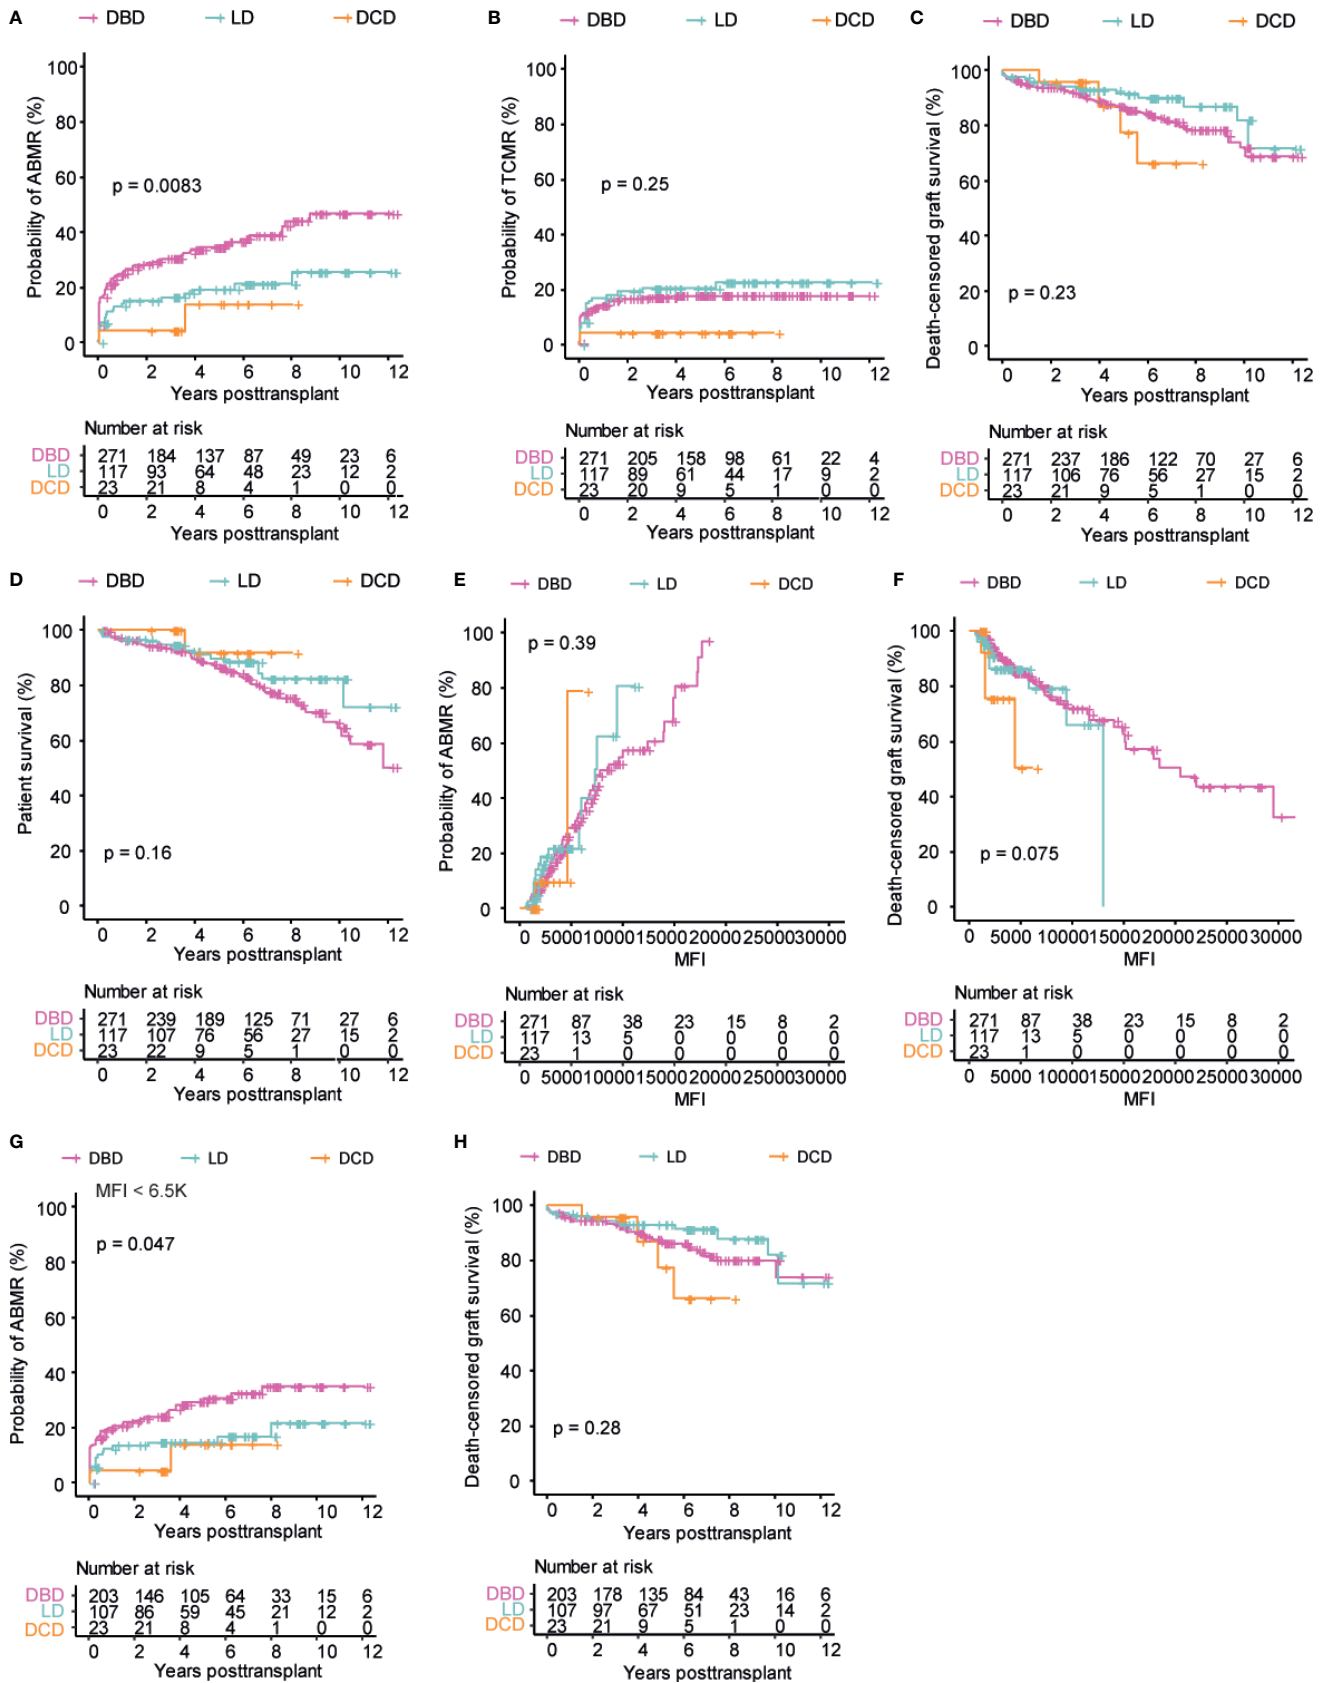 A
DBD LD DCD
Probability of ABMR (%)
100
80
60
40
20
0
p = 0.0083
0 2 4 6 8 10 12
Years posttransplant
Number at risk
DBD 271 184 137 87 49 23 6
LD 117 93 64 48 23 12 2
DCD 23 21 8 4 1 0 0
0 2 4 6 8 10 12
Years posttransplant
B
DBD LD DCD
Probability of TCMR (%)
100
80
60
40
20
0
p = 0.25
0 2 4 6 8 10 12
Years posttransplant
Number at risk
DBD 271 205 158 98 61 22 4
LD 117 89 61 44 17 9 2
DCD 23 20 9 5 1 0 0
0 2 4 6 8 10 12
Years posttransplant
C
DBD LD DCD
Death-censored graft survival (%)
100
80
60
40
20
0
p = 0.23
0 2 4 6 8 10 12
Years posttransplant
Number at risk
DBD 271 237 186 122 70 27 6
LD 117 106 76 56 27 15 2
DCD 23 21 9 5 1 0 0
0 2 4 6 8 10 12
Years posttransplant
D
DBD LD DCD
Patient survival (%)
100
80
60
40
20
0
p = 0.16
0 2 4 6 8 10 12
Years posttransplant
Number at risk
DBD 271 239 189 125 71 27 6
LD 117 107 76 56 27 15 2
DCD 23 22 9 5 1 0 0
0 2 4 6 8 10 12
Years posttransplant
E
DBD LD DCD
Probability of ABMR (%)
100
80
60
40
20
0
p = 0.39
0 5000 10000 15000 20000 25000 30000
MFI
Number at risk
DBD 271 87 38 23 15 8 2
LD 117 13 5 0 0 0 0
DCD 23 1 0 0 0 0 0
0 5000 10000 15000 20000 25000 30000
MFI
F
DBD LD DCD
Death-censored graft survival (%)
100
80
60
40
20
0
p = 0.075
0 5000 10000 15000 20000 25000 30000
MFI
Number at risk
DBD 271 87 38 23 15 8 2
LD 117 13 5 0 0 0 0
DCD 23 1 0 0 0 0 0
0 5000 10000 15000 20000 25000 30000
MFI
G
DBD LD DCD
MFI < 6.5K
Probability of ABMR (%)
100
80
60
40
20
0
p = 0.047
0 2 4 6 8 10 12
Years posttransplant
Number at risk
DBD 203 146 105 64 33 15 6
LD 107 86 59 45 21 12 2
DCD 23 21 8 4 1 0 0
0 2 4 6 8 10 12
Years posttransplant
H
DBD LD DCD
Death-censored graft survival (%)
100
80
60
40
20
0
p = 0.28
0 2 4 6 8 10 12
Years posttransplant
Number at risk
DBD 203 178 135 84 43 16 6
LD 107 97 67 51 23 14 2
DCD 23 21 9 5 1 0 0
0 2 4 6 8 10 12
Years posttransplant